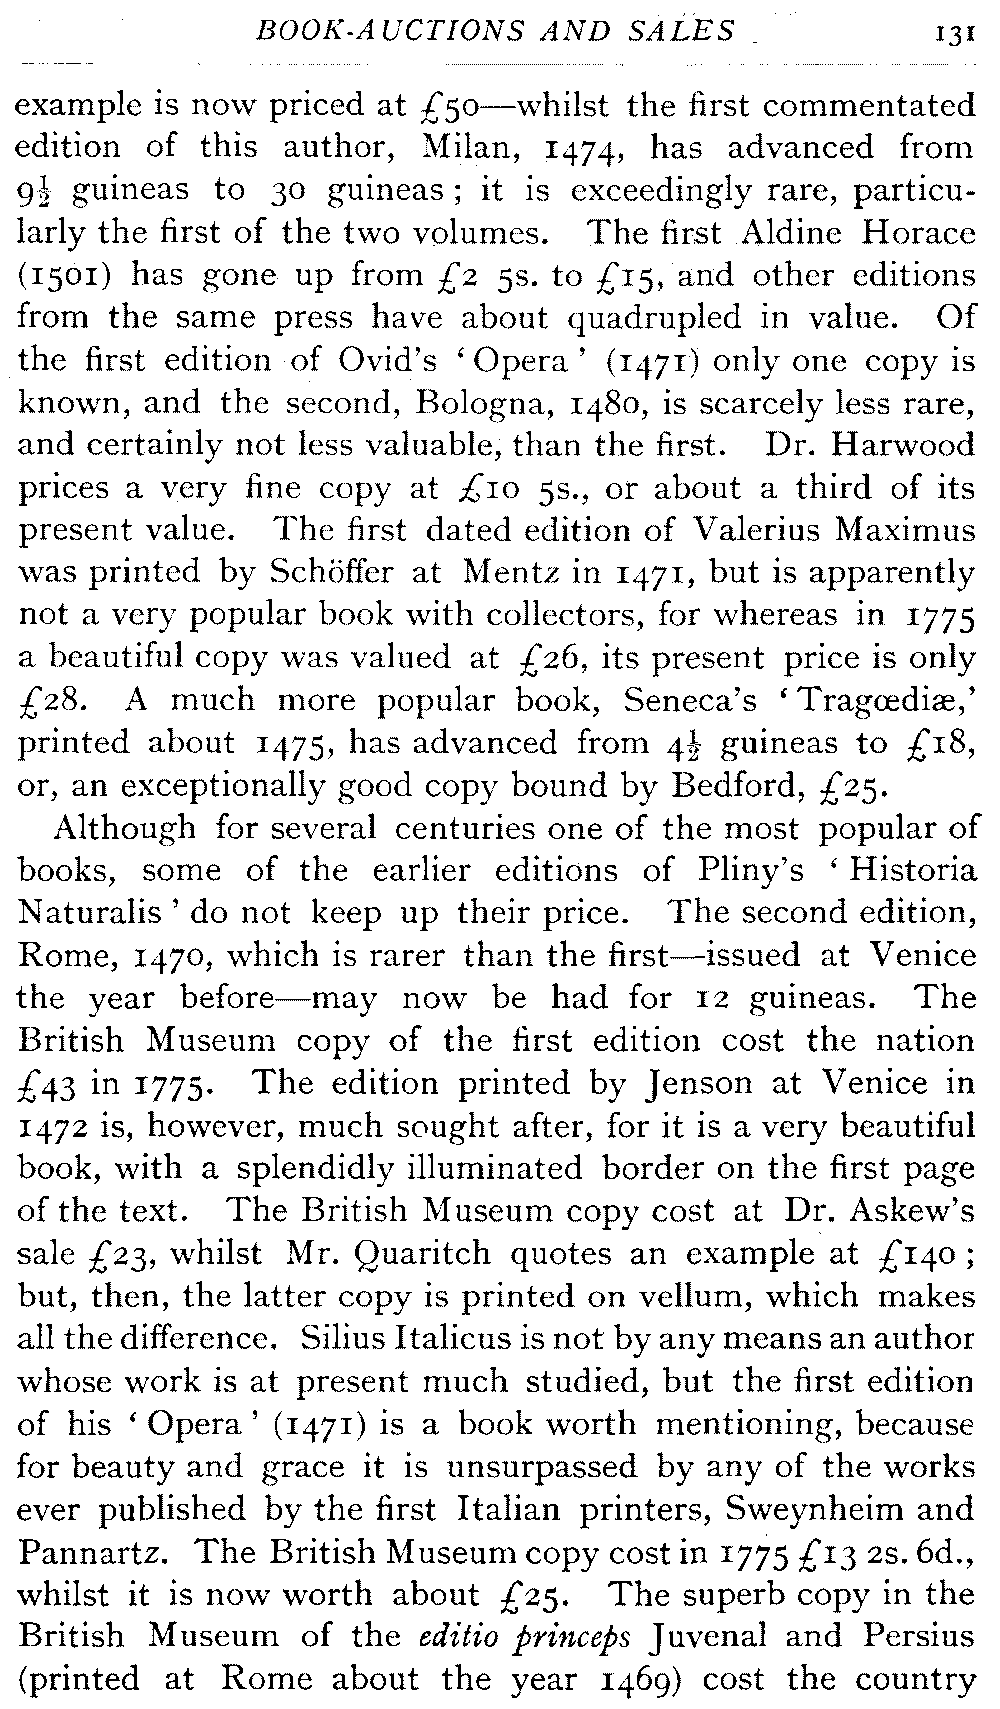 BOOK-AUCTIONS AND SALES 131
example is now priced at £50—whilst the first commentated
edition of this author, Milan, 1474, has advanced from
9½ guineas to 30 guineas; it is exceedingly rare, particu-
larly the first of the two volumes. The first Aldine Horace
(1501) has gone up from £2 5s. to £15, and other editions
from the same press have about quadrupled in value. Of
the first edition of Ovid's 'Opera' (1471) only one copy is
known, and the second, Bologna, 1480, is scarcely less rare,
and certainly not less valuable, than the first. Dr. Harwood
prices a very fine copy at £10 5s., or about a third of its
present value. The first dated edition of Valerius Maximus
was printed by Schöffer at Mentz in 1471, but is apparently
not a very popular book with collectors, for whereas in 1775
a beautiful copy was valued at £26, its present price is only
£28. A much more popular book, Seneca's 'Tragœdiæ,'
printed about 1475, has advanced from 4½ guineas to £18,
or, an exceptionally good copy bound by Bedford, £25.
Although for several centuries one of the most popular of
books, some of the earlier editions of Pliny's 'Historia
Naturalis' do not keep up their price. The second edition,
Rome, 1470, which is rarer than the first—issued at Venice
the year before—may now be had for 12 guineas. The
British Museum copy of the first edition cost the nation
£43 in 1775. The edition printed by Jenson at Venice in
1472 is, however, much sought after, for it is a very beautiful
book, with a splendidly illuminated border on the first page
of the text. The British Museum copy cost at Dr. Askew's
sale £23, whilst Mr. Quaritch quotes an example at £140;
but, then, the latter copy is printed on vellum, which makes
all the difference. Silius Italicus is not by any means an author
whose work is at present much studied, but the first edition
of his 'Opera' (1471) is a book worth mentioning, because
for beauty and grace it is unsurpassed by any of the works
ever published by the first Italian printers, Sweynheim and
Pannartz. The British Museum copy cost in 1775 £13 2s. 6d.,
whilst it is now worth about £25. The superb copy in the
British Museum of the editio princeps Juvenal and Persius
(printed at Rome about the year 1469) cost the country